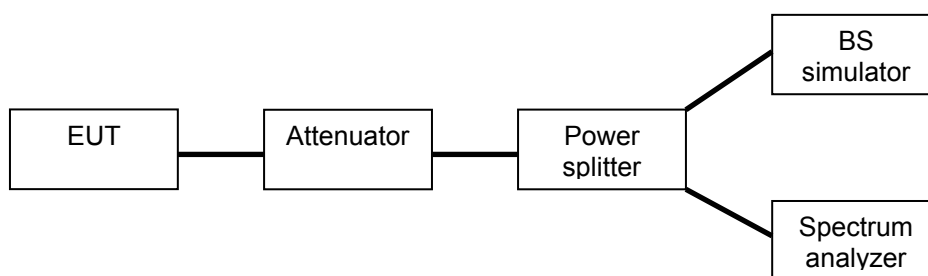 BS
simulator
EUT
Attenuator
Power
splitter
Spectrum
analyzer